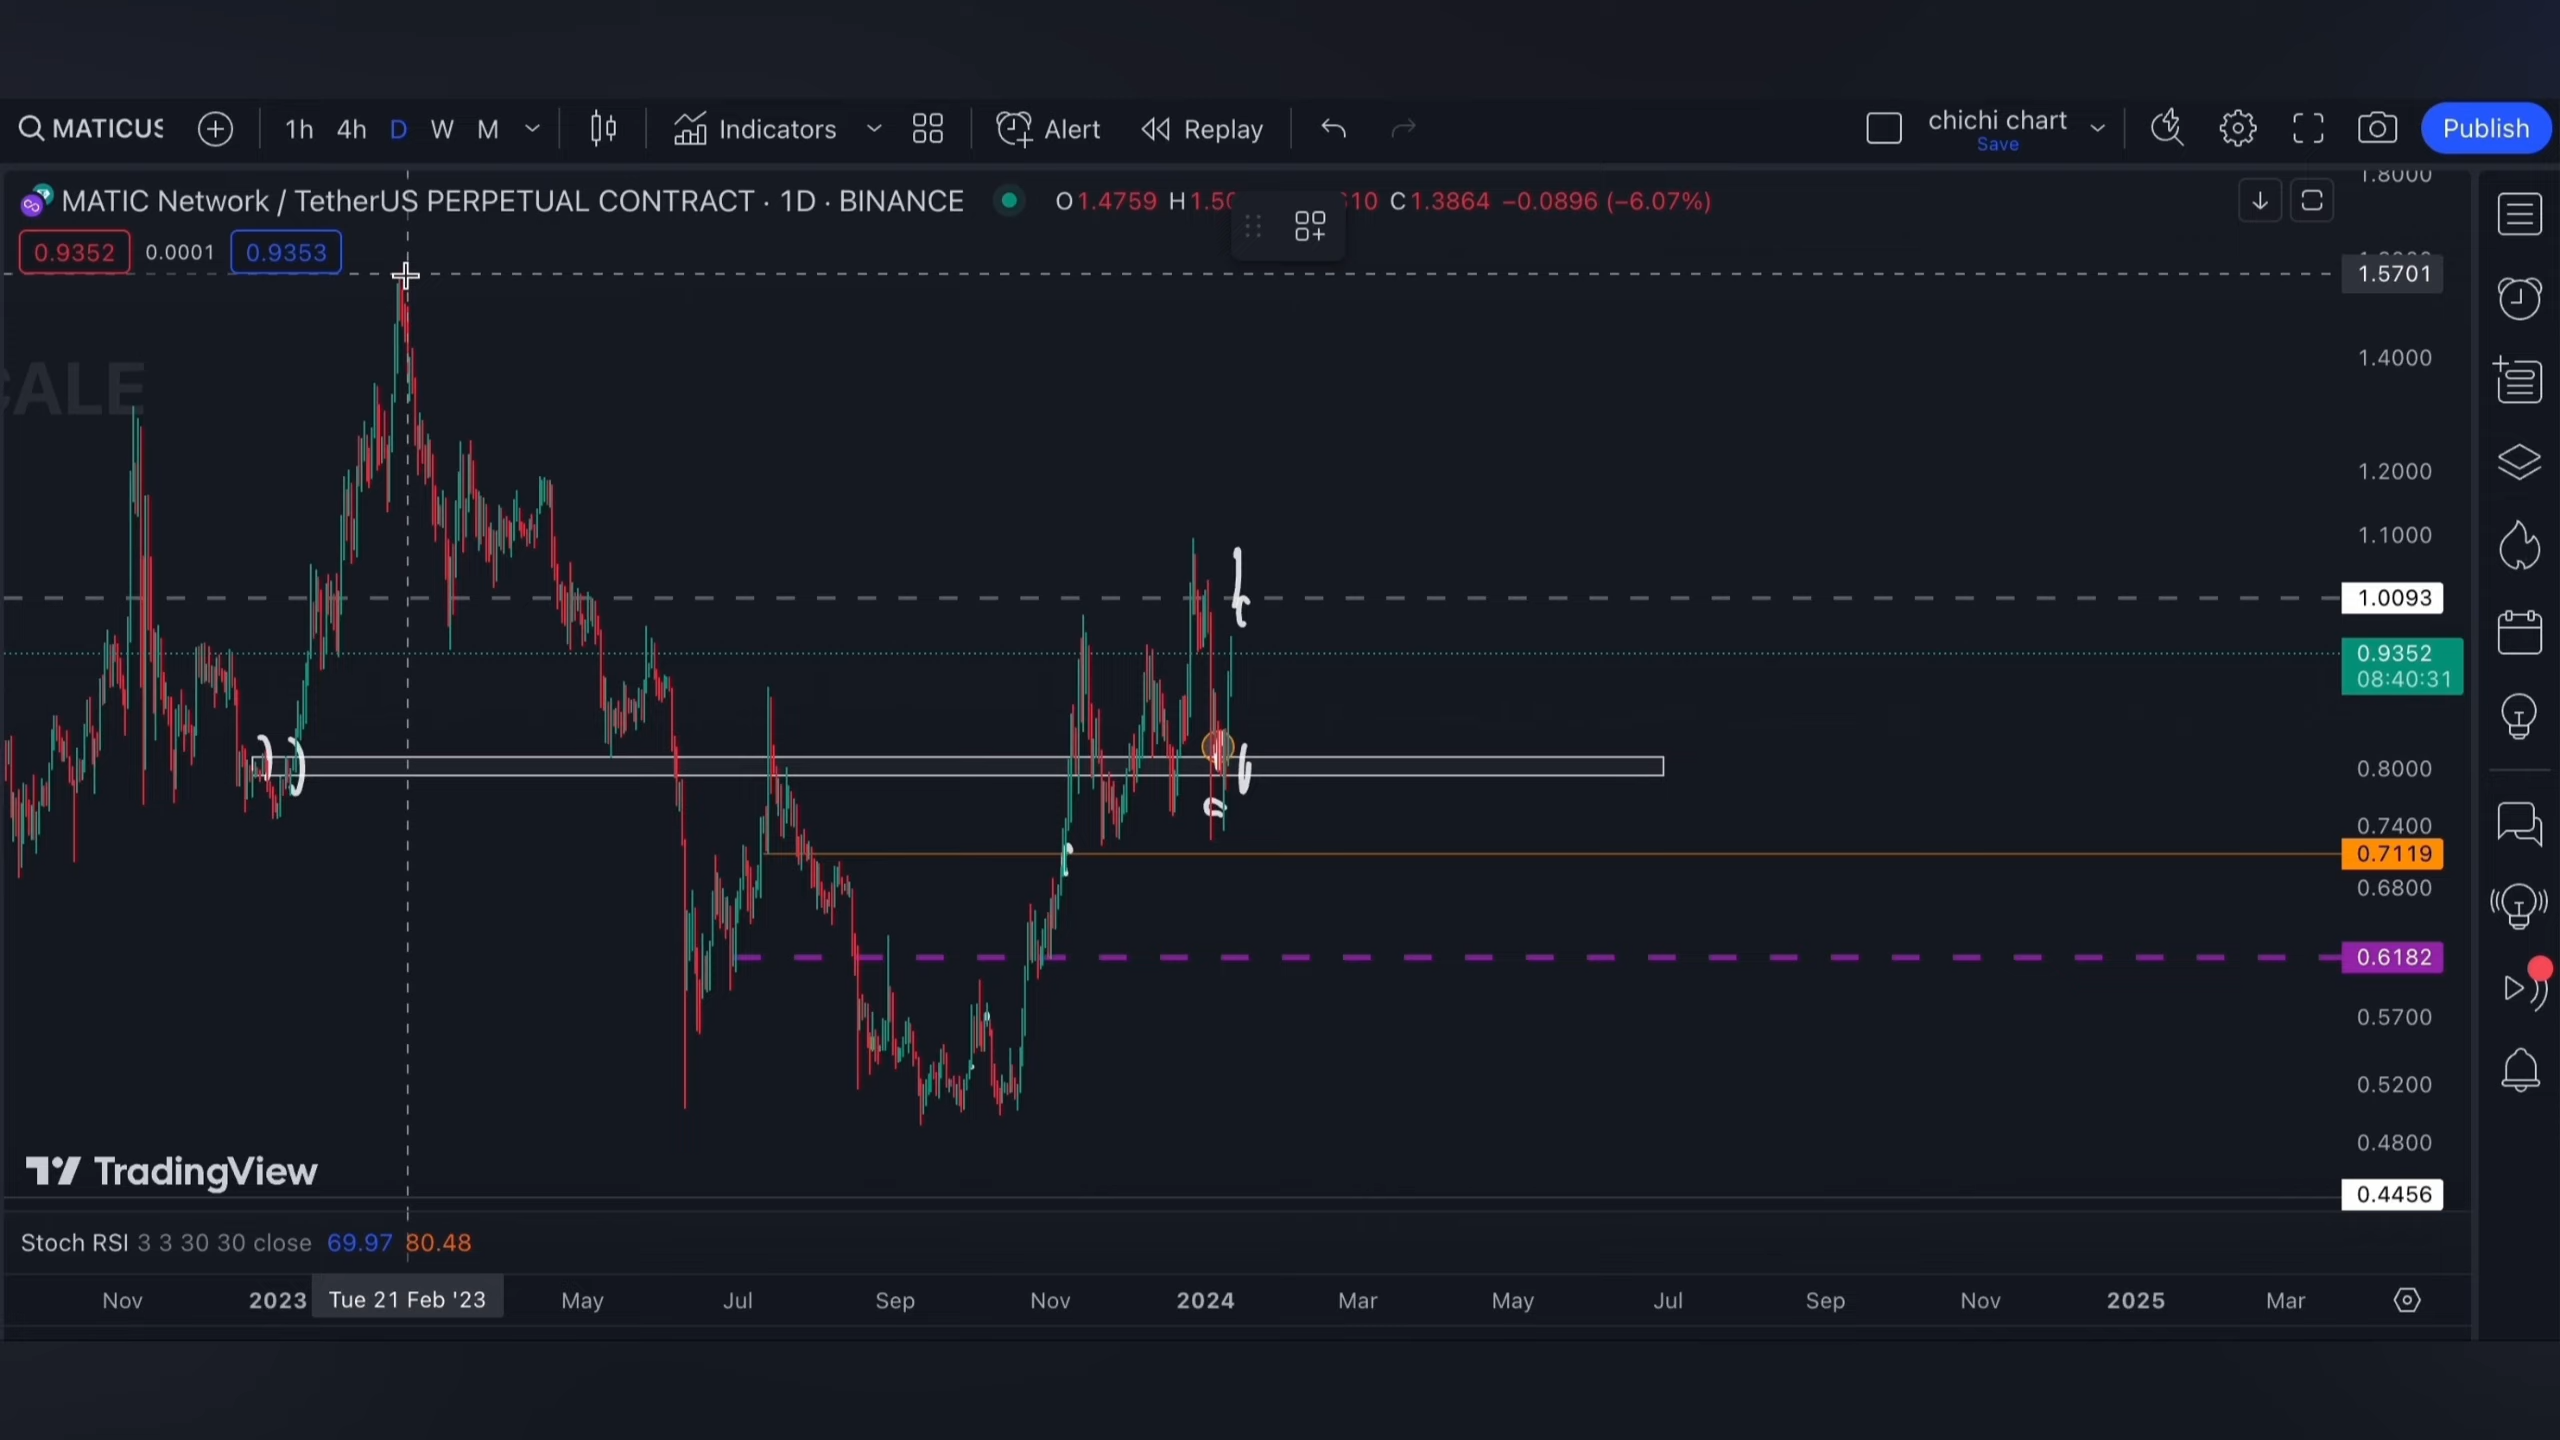 MATICUS
1h 4h D W M
Indicators
Alert
Replay
chichi chart
Save
Publish
MATIC Network / TetherUS PERPETUAL CONTRACT · 1D · BINANCE
O1.4759 H1.50 10 C1.3864 −0.0896 (−6.07%)
0.9352 0.0001 0.9353
CALE
1.8000
1.5701
1.4000
1.2000
1.1000
1.0093
0.9352
08:40:31
0.8000
0.7400
0.7119
0.6800
0.6182
0.5700
0.5200
0.4800
0.4456
TradingView
Stoch RSI 3 3 30 30 close 69.97 80.48
Nov 2023 Tue 21 Feb '23 May Jul Sep Nov 2024 Mar May Jul Sep Nov 2025 Mar